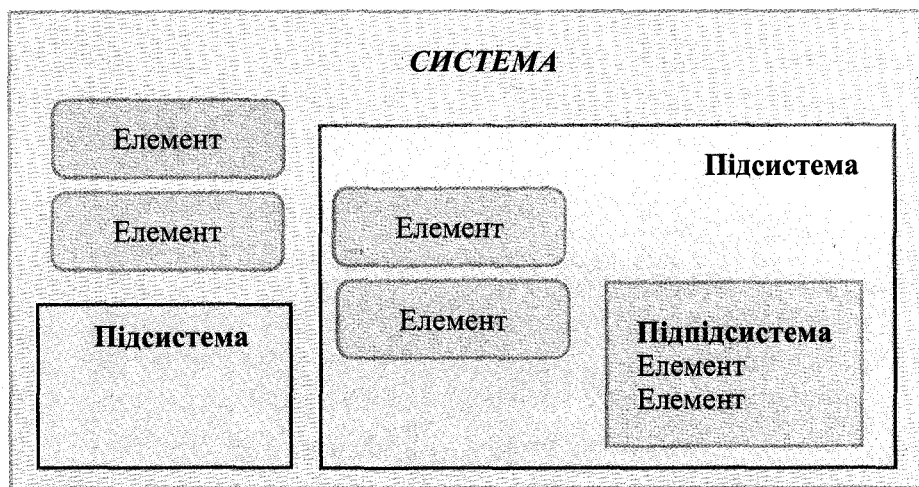 СИСТЕМА
Елемент
Елемент
Підсистема
Підсистема
Елемент
Елемент
Підпідсистема
Елемент
Елемент